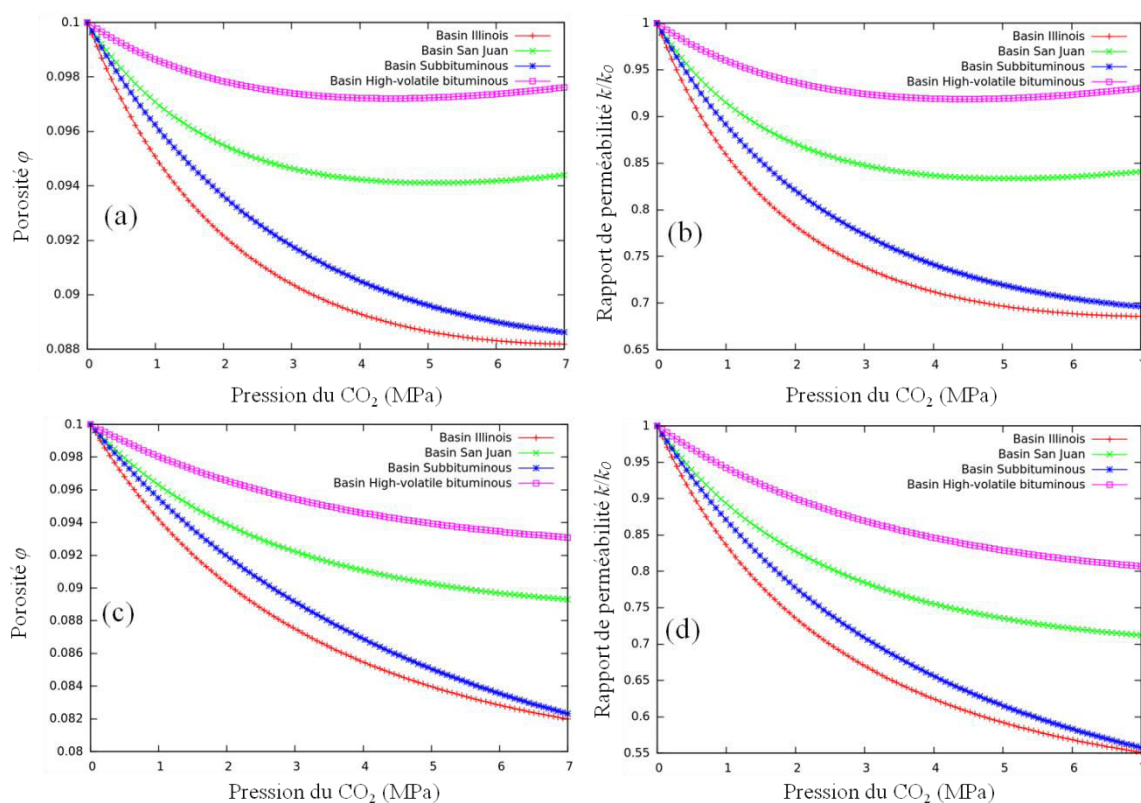 0.1
0.098
0.096
0.094
0.092
0.09
0.088
Porosité φ
(a)
Basin Illinois
Basin San Juan
Basin Subbituminous
Basin High-volatile bituminous
0 1 2 3 4 5 6 7
Pression du CO2 (MPa)
1
0.95
0.9
0.85
0.8
0.75
0.7
0.65
Rapport de perméabilité k/k0
(b)
Basin Illinois
Basin San Juan
Basin Subbituminous
Basin High-volatile bituminous
0 1 2 3 4 5 6 7
Pression du CO2 (MPa)
0.1
0.098
0.096
0.094
0.092
0.09
0.088
0.086
0.084
0.082
0.08
Porosité φ
(c)
Basin Illinois
Basin San Juan
Basin Subbituminous
Basin High-volatile bituminous
0 1 2 3 4 5 6 7
Pression du CO2 (MPa)
1
0.95
0.9
0.85
0.8
0.75
0.7
0.65
0.6
0.55
Rapport de perméabilité k/k0
(d)
Basin Illinois
Basin San Juan
Basin Subbituminous
Basin High-volatile bituminous
0 1 2 3 4 5 6 7
Pression du CO2 (MPa)